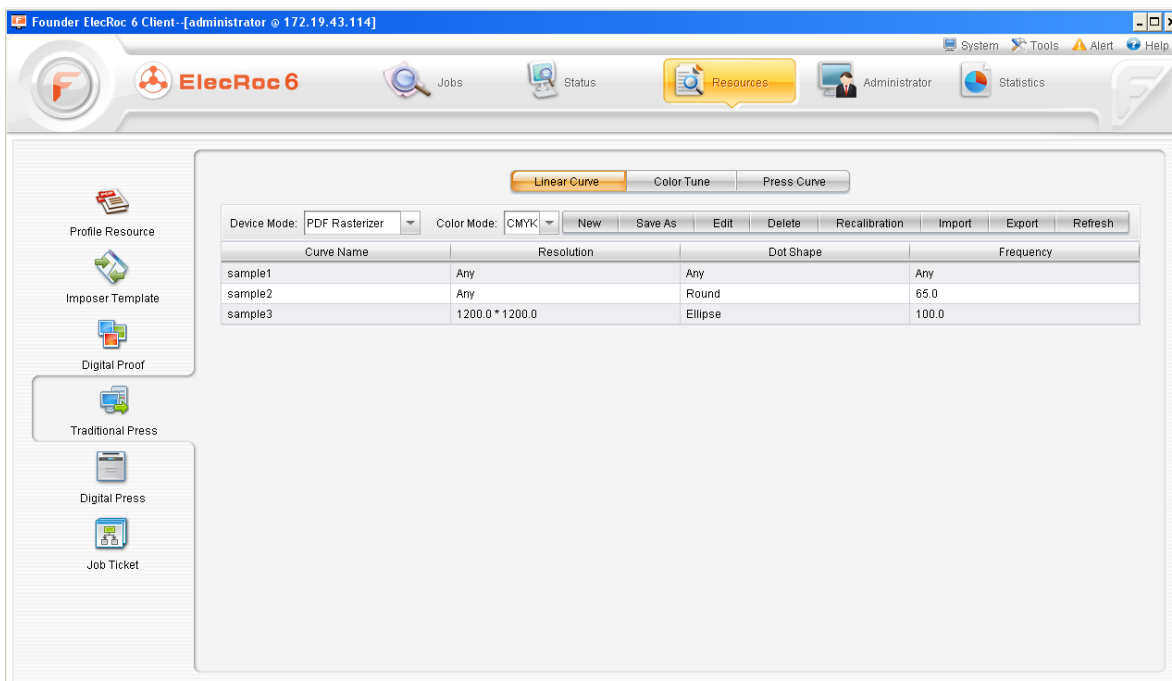 Founder ElecRoc 6 Client--[administrator @ 172.19.43.114]
System Tools Alert Help
ElecRoc 6 Jobs Status Resources Administrator Statistics
Linear Curve Color Tune Press Curve
Profile Resource
Imposer Template
Digital Proof
Traditional Press
Digital Press
Job Ticket
Device Mode: PDF Rasterizer Color Mode: CMYK New Save As Edit Delete Recalibration Import Export Refresh
Curve Name Resolution Dot Shape Frequency
sample1 Any Any Any
sample2 Any Round 65.0
sample3 1200.0 * 1200.0 Ellipse 100.0